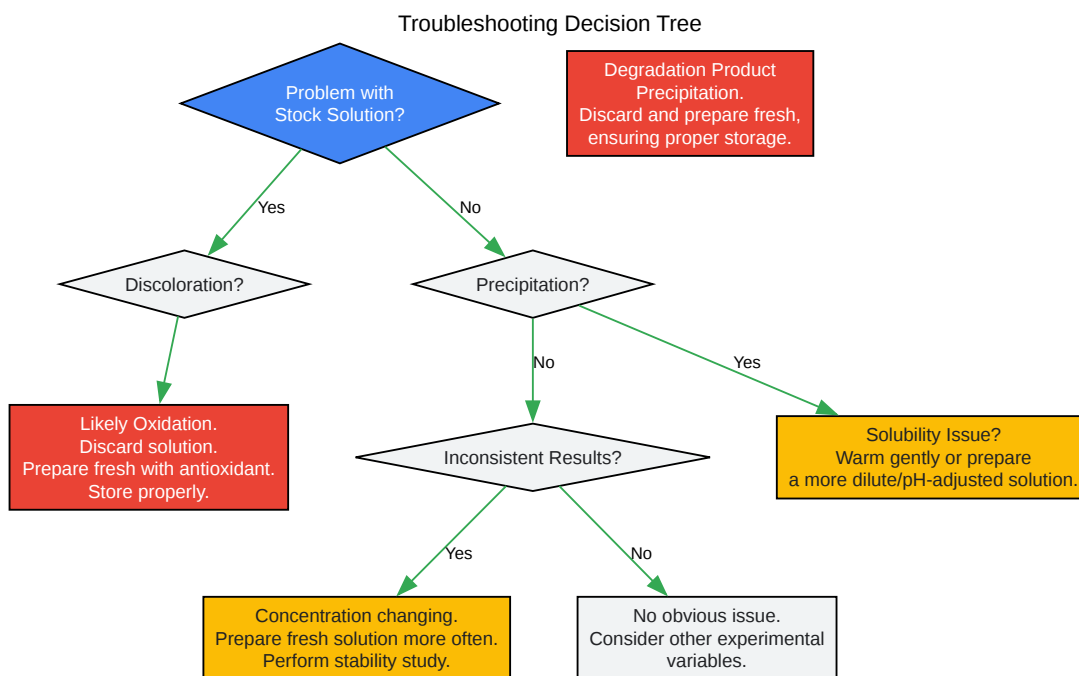 Troubleshooting Decision Tree
Problem with
Stock Solution?
Degradation Product
Precipitation.
Discard and prepare fresh,
ensuring proper storage.
Yes
No
Discoloration?
Precipitation?
No
Yes
Likely Oxidation.
Discard solution.
Prepare fresh with antioxidant.
Store properly.
Inconsistent Results?
Solubility Issue?
Warm gently or prepare
a more dilute/pH-adjusted solution.
Yes
No
Concentration changing.
Prepare fresh solution more often.
Perform stability study.
No obvious issue.
Consider other experimental
variables.